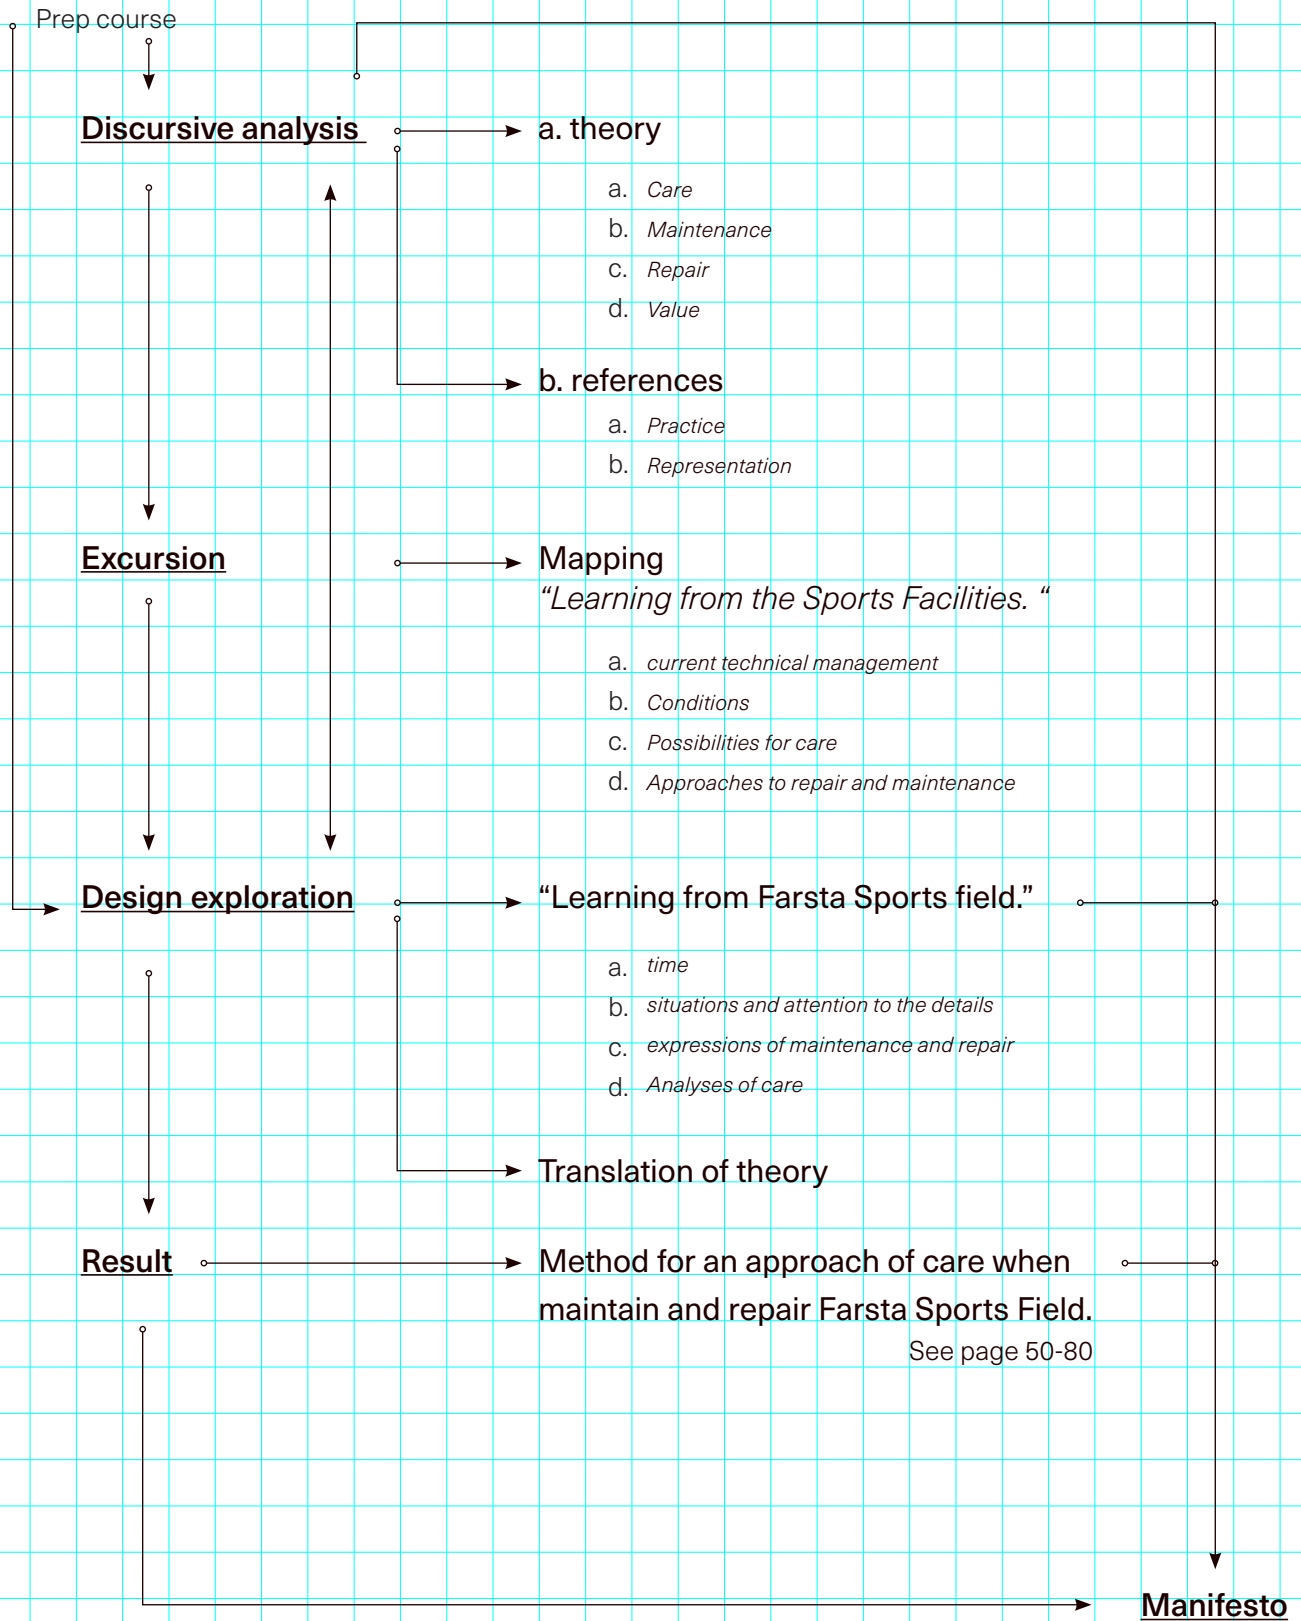 Prep course
Discursive analysis
a. theory
a. Care
b. Maintenance
c. Repair
d. Value
b. references
a. Practice
b. Representation
Excursion
Mapping
“Learning from the Sports Facilities. “
a. current technical management
b. Conditions
c. Possibilities for care
d. Approaches to repair and maintenance
Design exploration
“Learning from Farsta Sports field.”
a. time
b. situations and attention to the details
c. expressions of maintenance and repair
d. Analyses of care
Translation of theory
Result
Method for an approach of care when
maintain and repair Farsta Sports Field.
See page 50-80
Manifesto